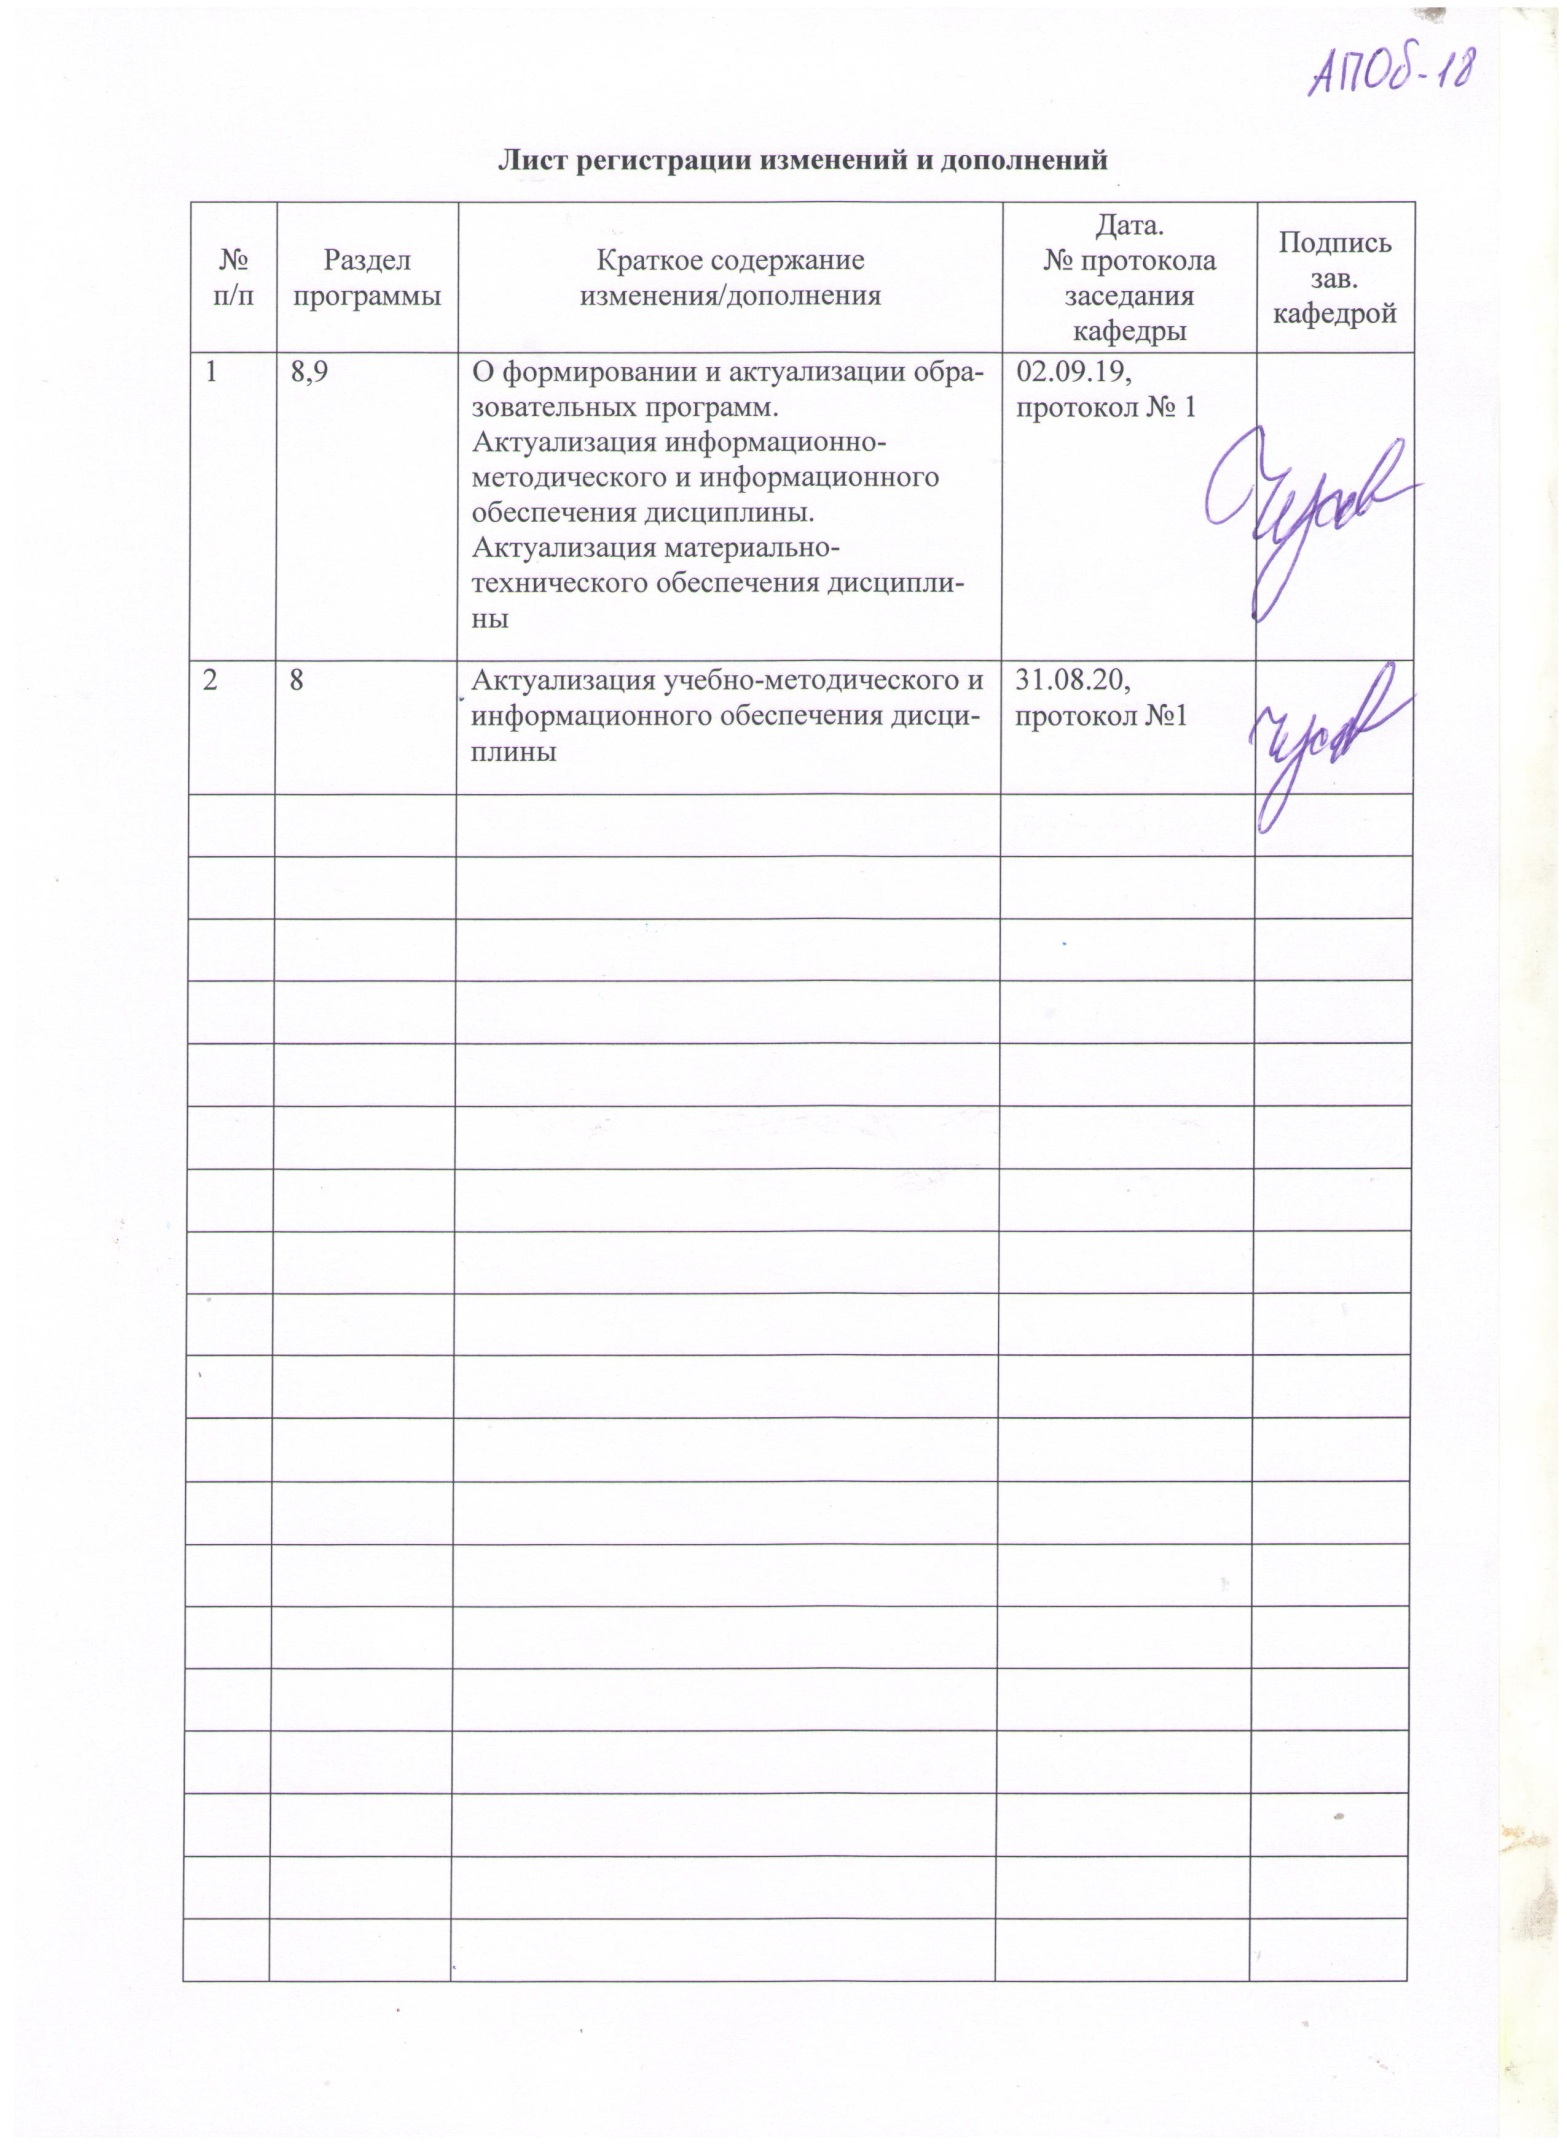 АПОб-18
Лист регистрации изменений и дополнений
№
п/п
Раздел
программы
Краткое содержание
изменения/дополнения
Дата.
№ протокола
заседания
кафедры
Подпись
зав.
кафедрой
1
8,9
О формировании и актуализации обра-
зовательных программ.
Актуализация информационно-
методического и информационного
обеспечения дисциплины.
Актуализация материально-
технического обеспечения дисципли-
ны
02.09.19,
протокол № 1
2
8
Актуализация учебно-методического и
информационного обеспечения дисци-
плины
31.08.20,
протокол №1